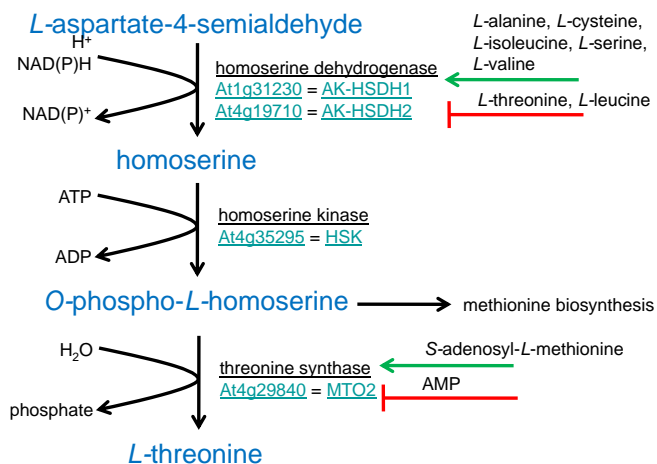 L-aspartate-4-semialdehyde
H+
NAD(P)H
NAD(P)+
homoserine dehydrogenase
At1g31230 = AK-HSDH1
At4g19710 = AK-HSDH2
L-alanine, L-cysteine,
L-isoleucine, L-serine,
L-valine
L-threonine, L-leucine
homoserine
ATP
ADP
homoserine kinase
At4g35295 = HSK
O-phospho-L-homoserine
methionine biosynthesis
H2O
phosphate
threonine synthase
At4g29840 = MTO2
S-adenosyl-L-methionine
AMP
L-threonine